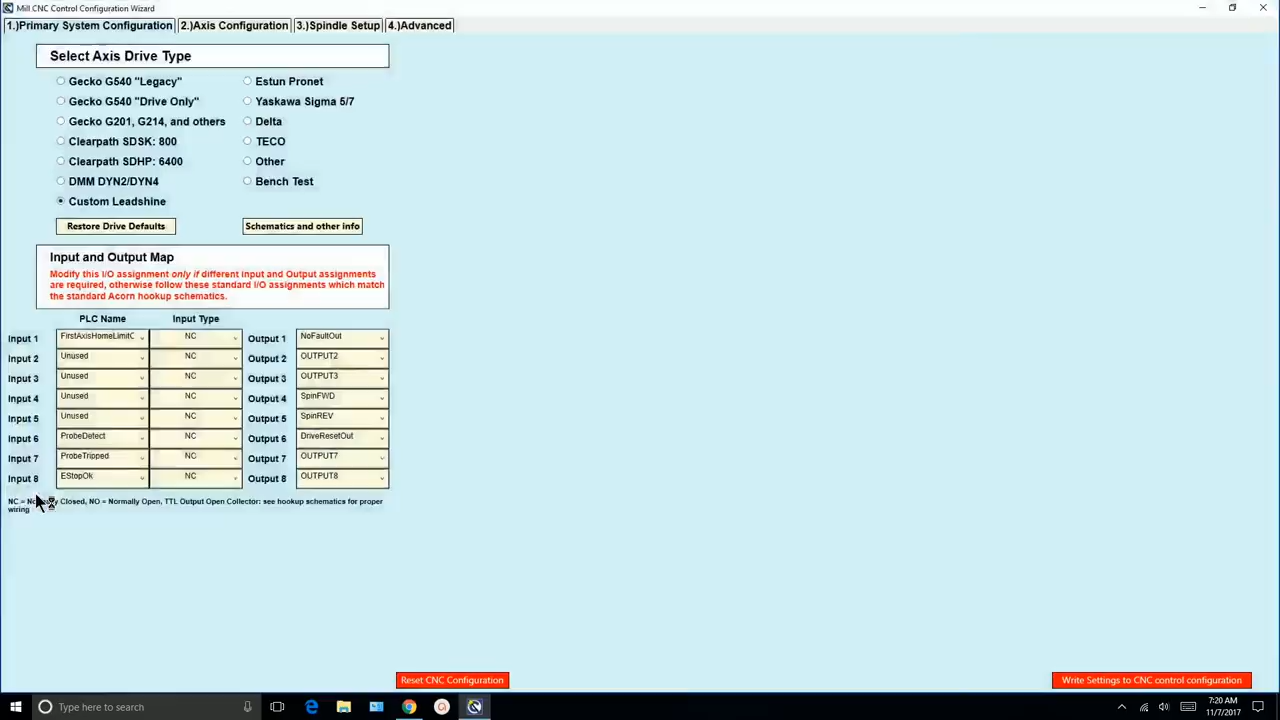 Mill CNC Control Configuration Wizard
1.)Primary System Configuration 2.)Axis Configuration 3.)Spindle Setup 4.)Advanced
Select Axis Drive Type
Gecko G540 "Legacy" Estun Pronet
Gecko G540 "Drive Only" Yaskawa Sigma 5/7
Gecko G201, G214, and others Delta
Clearpath SDSK: 800 TECO
Clearpath SDHP: 6400 Other
DMM DYN2/DYN4 Bench Test
Custom Leadshine
Restore Drive Defaults Schematics and other info
Input and Output Map
Modify this I/O assignment only if different input and Output assignments
are required, otherwise follow these standard I/O assignments which match
the standard Acorn hookup schematics.
PLC Name Input Type
Input 1 FirstAxisHomeLimitC NC Output 1 NoFaultOut
Input 2 Unused NC Output 2 OUTPUT2
Input 3 Unused NC Output 3 OUTPUT3
Input 4 Unused NC Output 4 SpinFWD
Input 5 Unused NC Output 5 SpinREV
Input 6 ProbeDetect NC Output 6 DriveResetOut
Input 7 ProbeTripped NC Output 7 OUTPUT7
Input 8 EStopOk NC Output 8 OUTPUT8
NC = Closed, NO = Normally Open, TTL Output Open Collector: see hookup schematics for proper
wiring
Reset CNC Configuration Write Settings to CNC control configuration
Type here to search
7:20 AM
11/7/2017